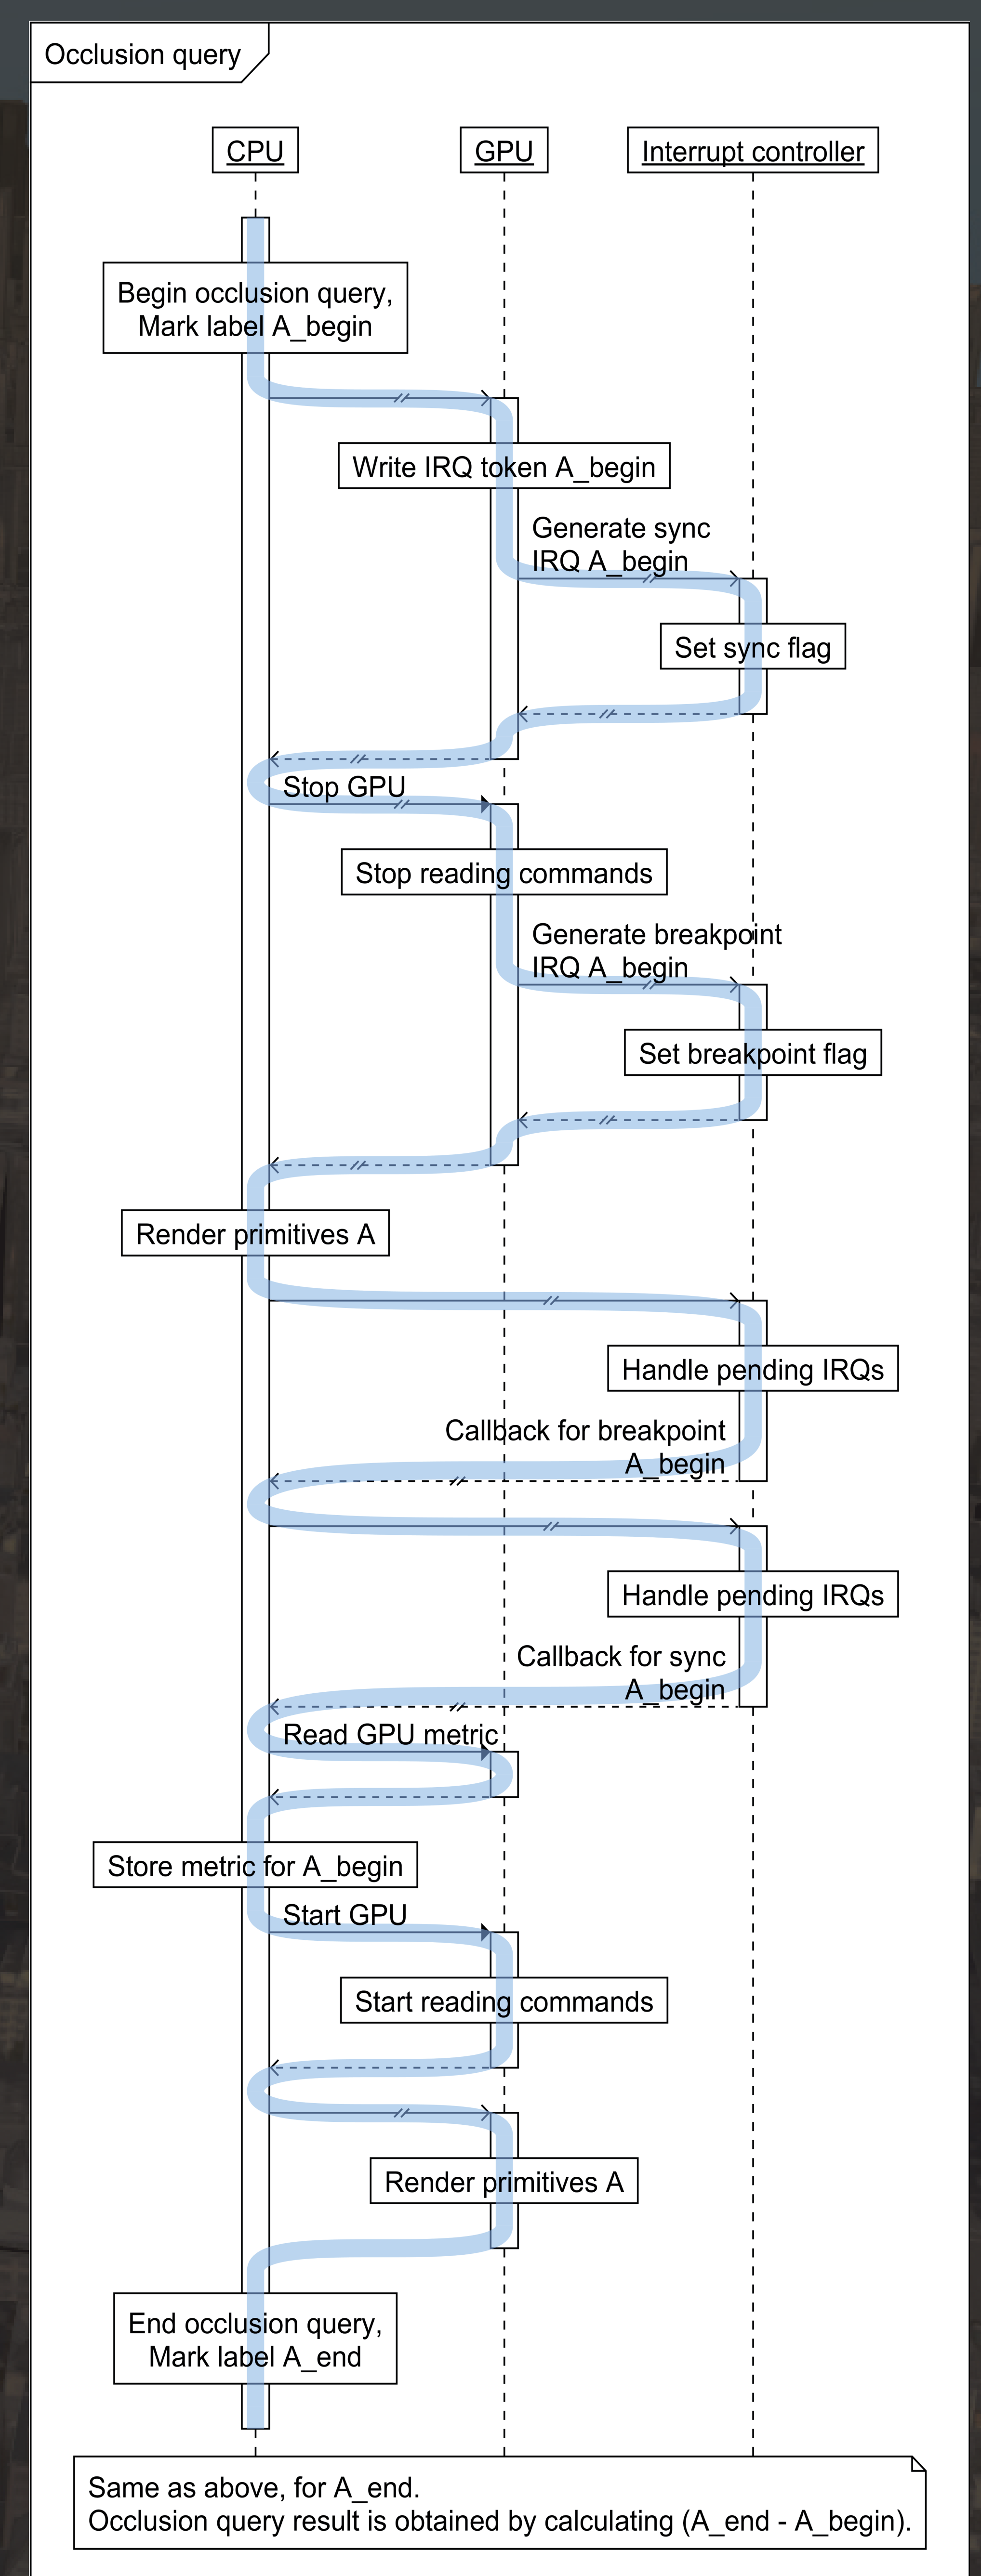 Occlusion query
CPU
GPU
Interrupt controller
Begin occlusion query,
Mark label A_begin
Write IRQ token A_begin
Generate sync
IRQ A_begin
Set sync flag
Stop GPU
Stop reading commands
Generate breakpoint
IRQ A_begin
Set breakpoint flag
Render primitives A
Handle pending IRQs
Callback for breakpoint
A_begin
Handle pending IRQs
Callback for sync
A_begin
Read GPU metric
Store metric for A_begin
Start GPU
Start reading commands
Render primitives A
End occlusion query,
Mark label A_end
Same as above, for A_end.
Occlusion query result is obtained by calculating (A_end - A_begin).